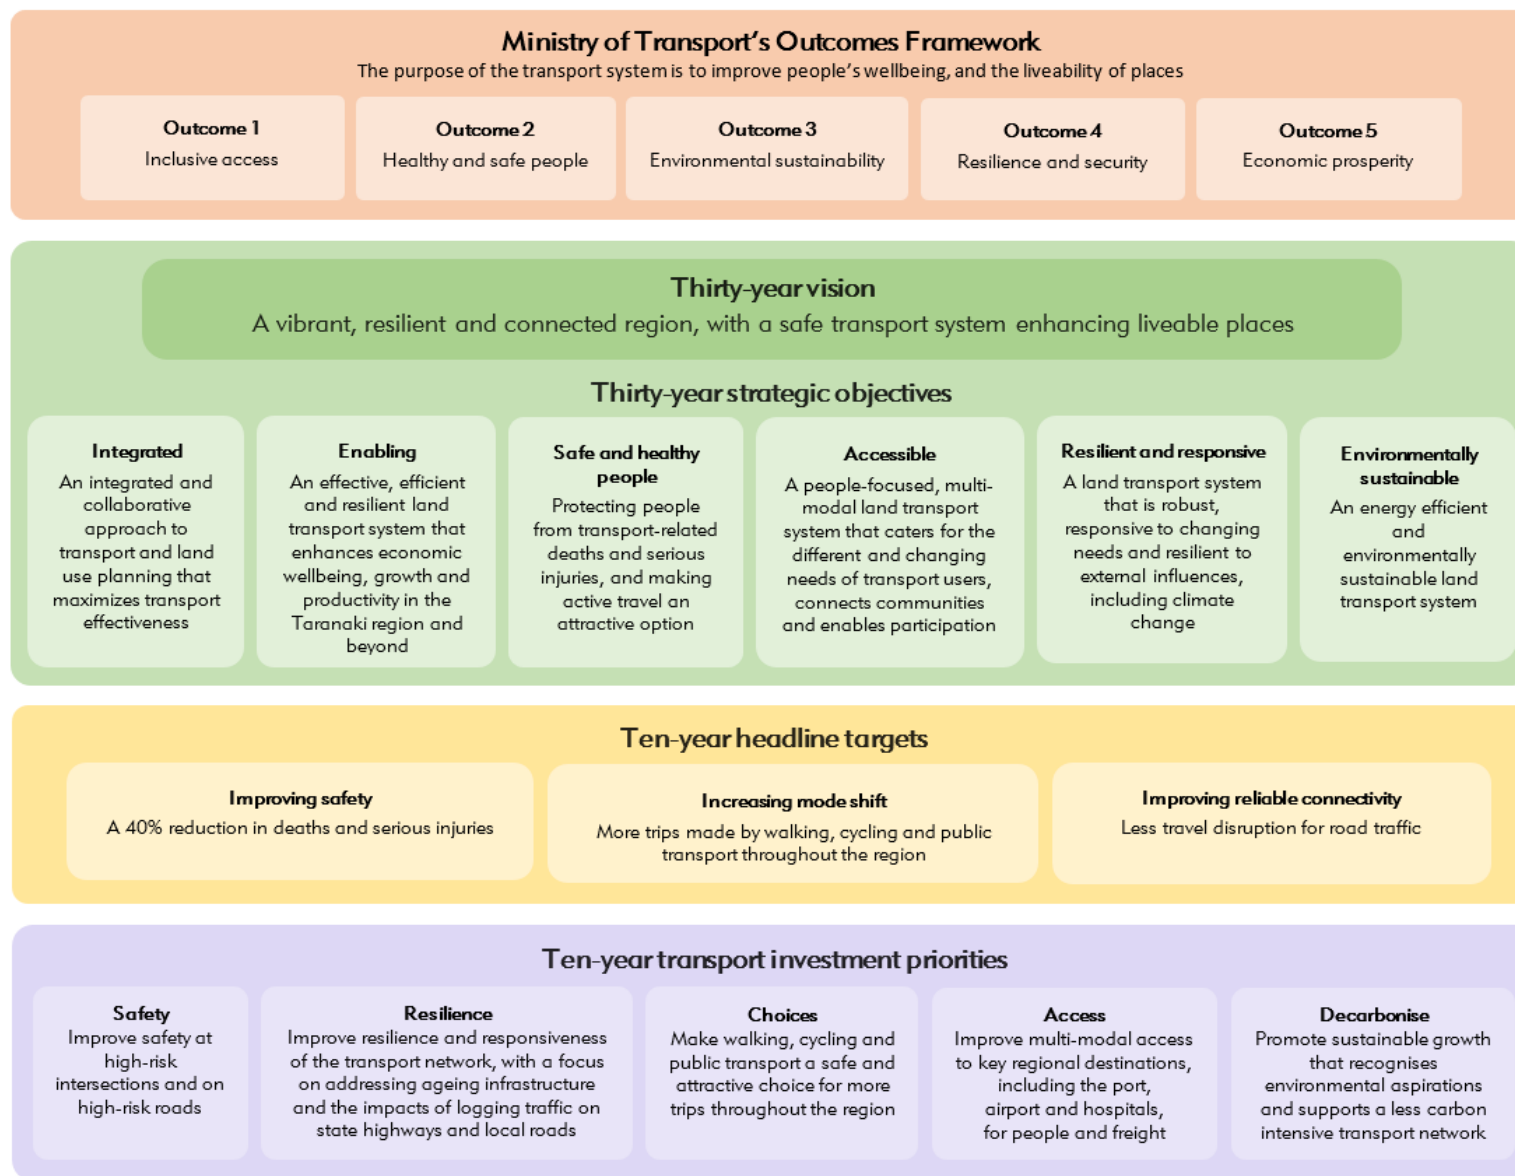 Ministry of Transport's Outcomes Framework
The purpose of the transport system is to improve people's wellbeing, and the liveability of places
Outcome 1
Inclusive access
Outcome 2
Healthy and safe people
Outcome 3
Environmental sustainability
Outcome 4
Resilience and security
Outcome 5
Economic prosperity
Thirty-year vision
A vibrant, resilient and connected region, with a safe transport system enhancing liveable places
Thirty-year strategic objectives
Integrated
An integrated and
collaborative
approach to
transport and land
use planning that
maximizes transport
effectiveness
Enabling
An effective, efficient
and resilient land
transport system that
enhances economic
wellbeing, growth and
productivity in the
Taranaki region and
beyond
Safe and healthy
people
Protecting people
from transport-related
deaths and serious
injuries, and making
active travel an
attractive option
Accessible
A people-focused, multi-
modal land transport
system that caters for the
different and changing
needs of transport users,
connects communities
and enables participation
Resilient and responsive
A land transport system
that is robust,
responsive to changing
needs and resilient to
external influences,
including climate
change
Environmentally
sustainable
An energy efficient
and
environmentally
sustainable land
transport system
Ten-year headline targets
Improving safety
A 40% reduction in deaths and serious injuries
Increasing mode shift
More trips made by walking, cycling and public
transport throughout the region
Improving reliable connectivity
Less travel disruption for road traffic
Ten-year transport investment priorities
Safety
Improve safety at
high-risk
intersections and on
high-risk roads
Resilience
Improve resilience and responsiveness
of the transport network, with a focus
on addressing ageing infrastructure
and the impacts of logging traffic on
state highways and local roads
Choices
Make walking, cycling and
public transport a safe and
attractive choice for more
trips throughout the region
Access
Improve multi-modal access
to key regional destinations,
including the port,
airport and hospitals,
for people and freight
Decarbonise
Promote sustainable growth
that recognises
environmental aspirations
and supports a less carbon
intensive transport network